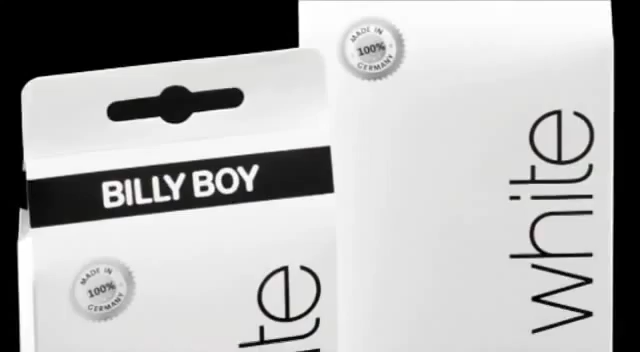 MADE IN
100%
GERMANY
white
BILLY BOY
MADE IN
100%
GERMANY
ite